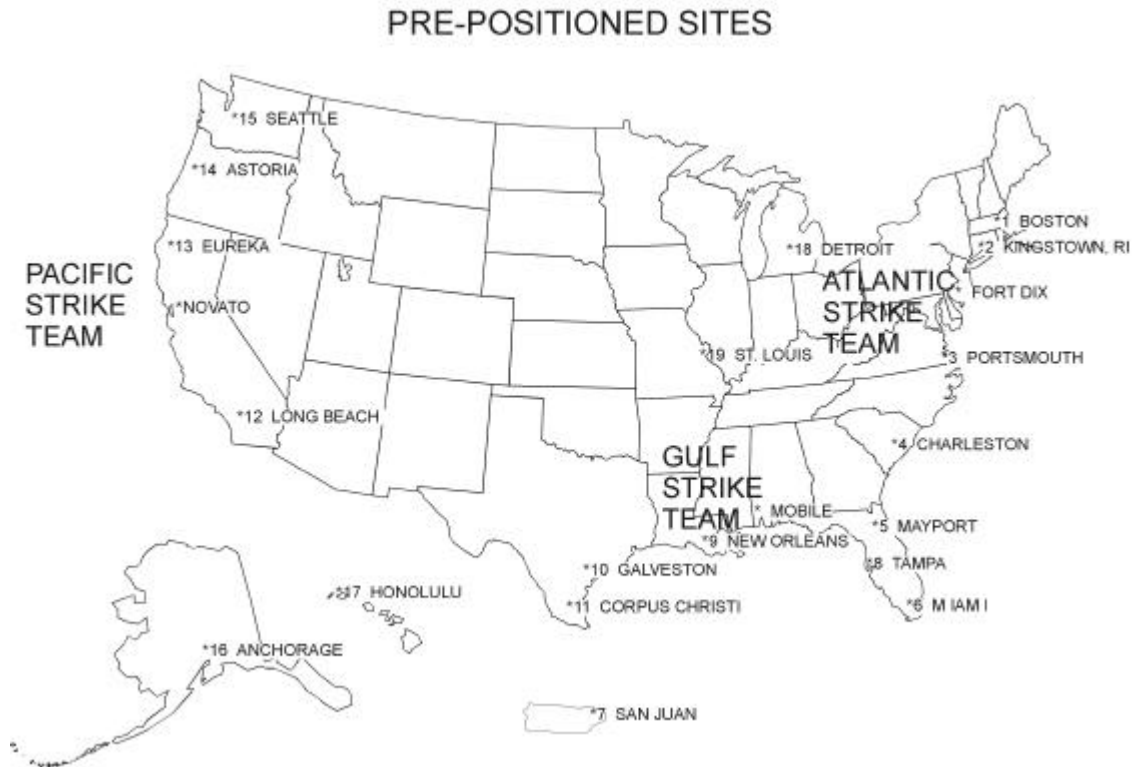 PRE-POSITIONED SITES
*15 SEATTLE
*14 ASTORIA
*1 BOSTON
*13 EUREKA
*18 DETROIT
*2 KINGSTOWN, RI
PACIFIC
STRIKE
TEAM
ATLANTIC
STRIKE
TEAM
FORT DIX
*NOVATO
*19 ST. LOUIS
*3 PORTSMOUTH
*12 LONG BEACH
*4 CHARLESTON
GULF
STRIKE
TEAM
* MOBILE
*5 MAYPORT
*9 NEW ORLEANS
*8 TAMPA
*10 GALVESTON
*17 HONOLULU
*11 CORPUS CHRISTI
*6 M IAM I
*16 ANCHORAGE
*7 SAN JUAN